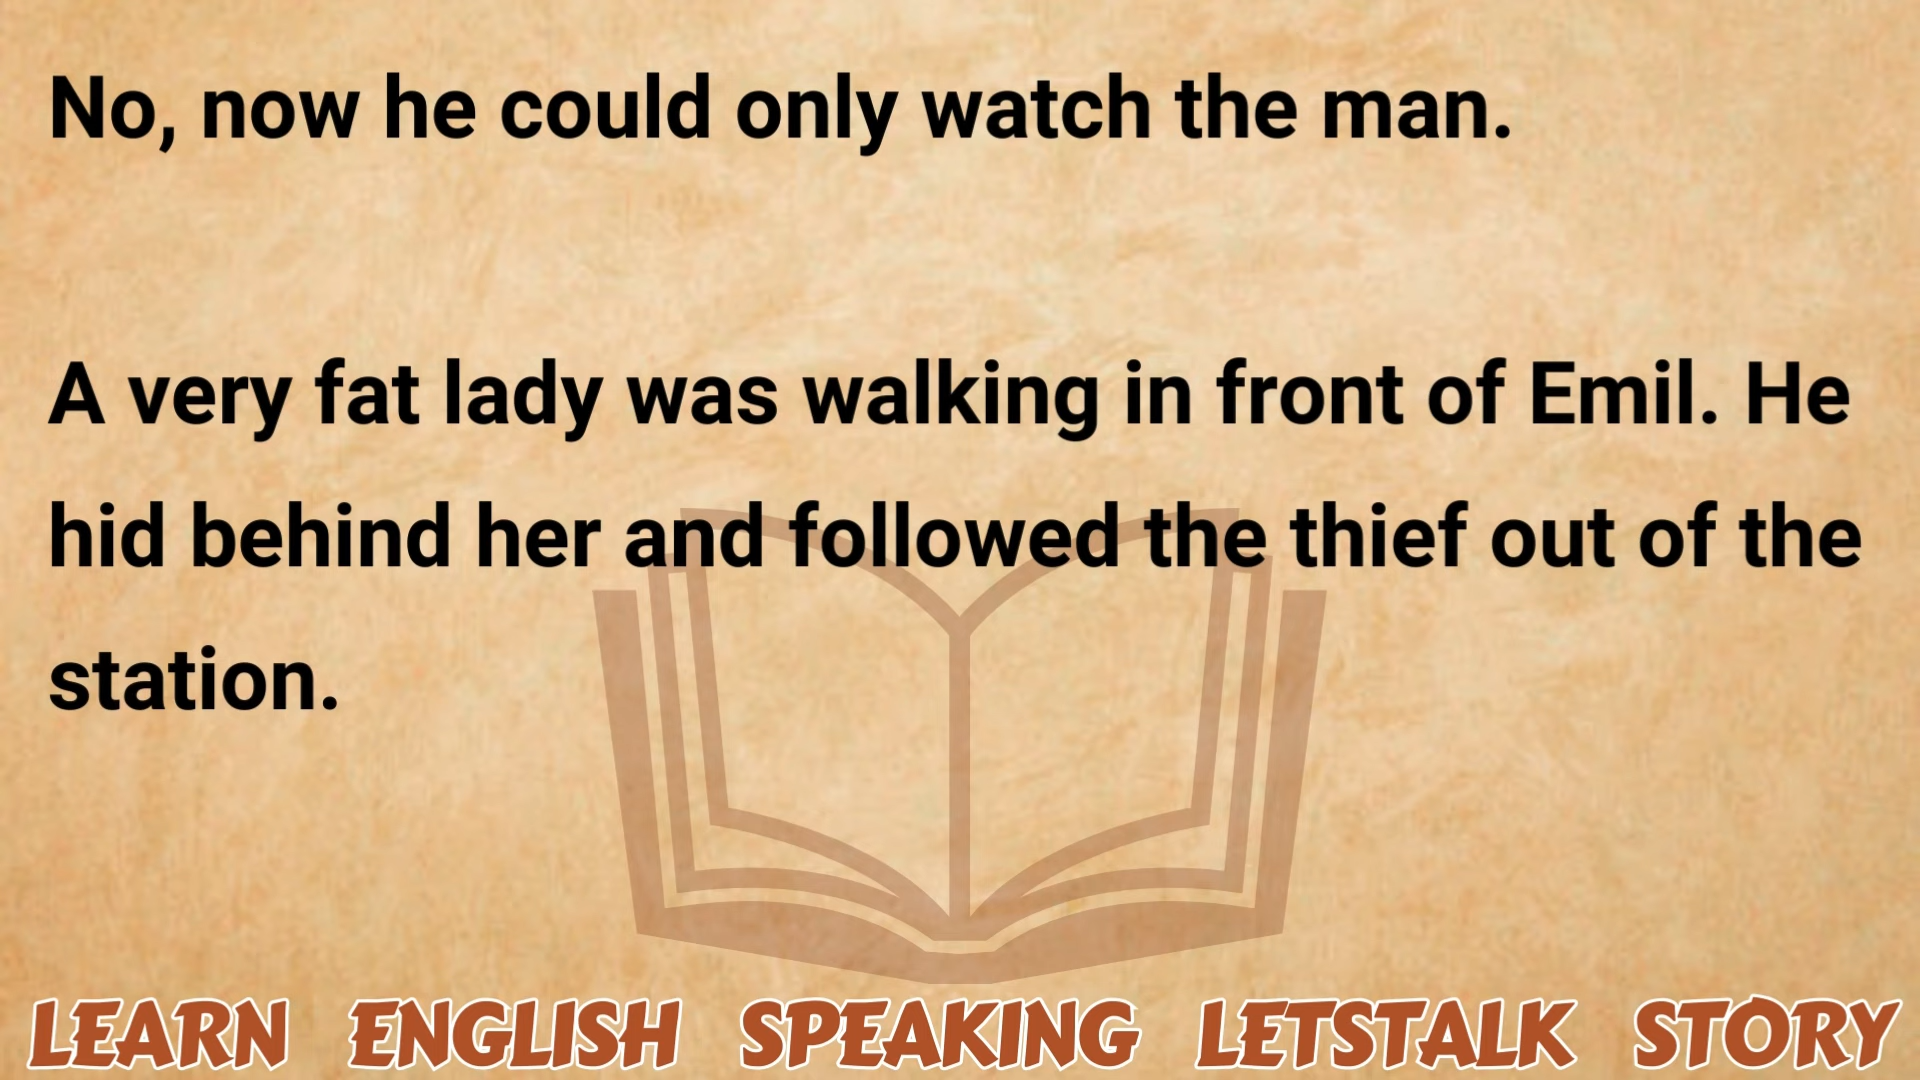 No, now he could only watch the man.
A very fat lady was walking in front of Emil. He
hid behind her and followed the thief out of the
station.
LEARN ENGLISH SPEAKING LETSTALK STORY